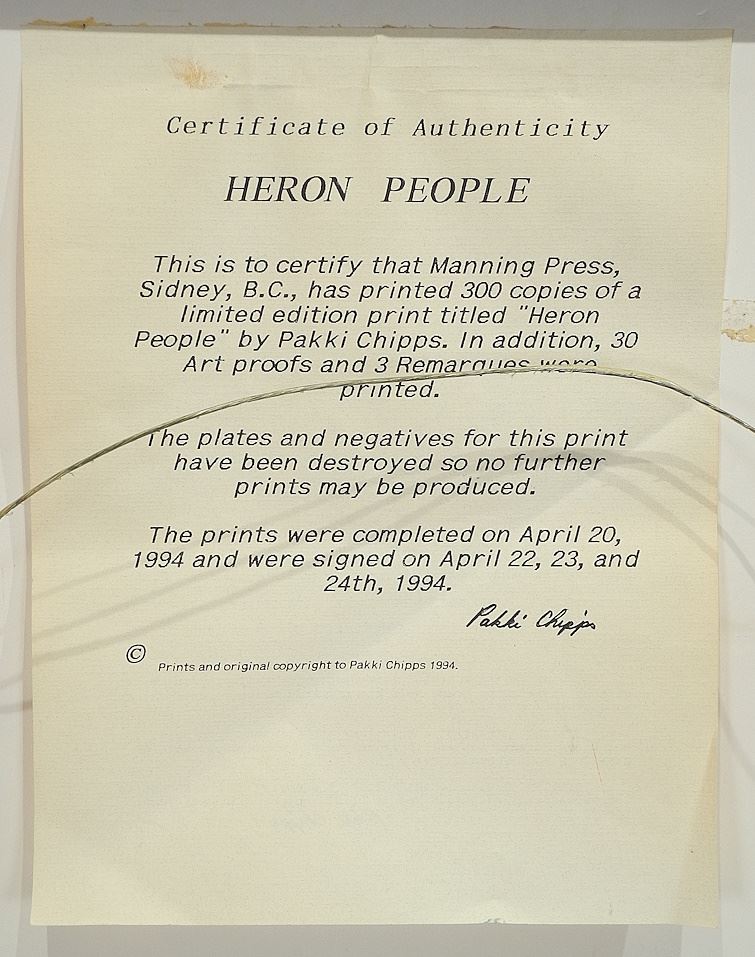 Certificate of Authenticity
HERON PEOPLE
This is to certify that Manning Press,
Sidney, B.C., has printed 300 copies of a
limited edition print titled "Heron
People" by Pakki Chipps. In addition, 30
Art proofs and 3 Remarques were
printed.
The plates and negatives for this print
have been destroyed so no further
prints may be produced.
The prints were completed on April 20,
1994 and were signed on April 22, 23, and
24th, 1994.
Pakki Chipps
© Prints and original copyright to Pakki Chipps 1994.